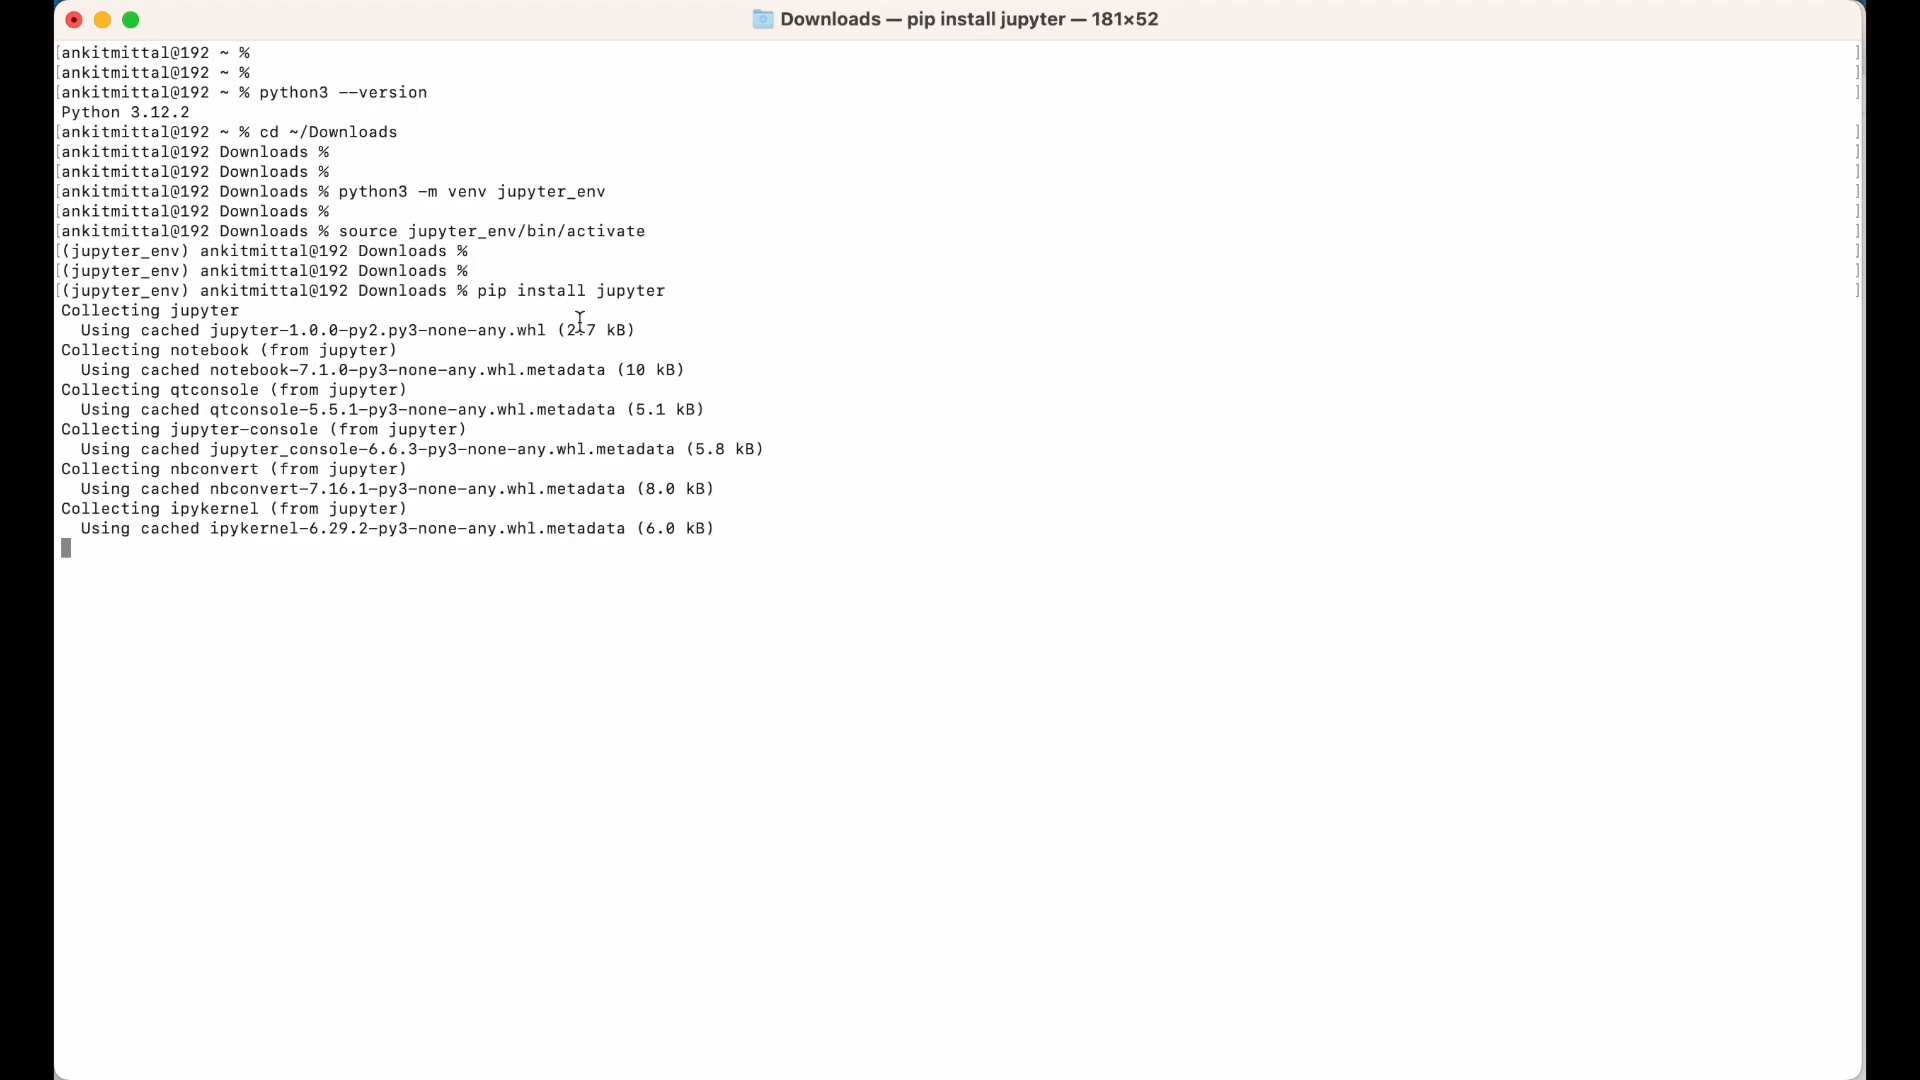 Downloads — pip install jupyter — 181×52
[ankitmittal@192 ~ % ]
[ankitmittal@192 ~ % ]
[ankitmittal@192 ~ % python3 --version ]
Python 3.12.2
[ankitmittal@192 ~ % cd ~/Downloads ]
[ankitmittal@192 Downloads % ]
[ankitmittal@192 Downloads % ]
[ankitmittal@192 Downloads % python3 -m venv jupyter_env ]
[ankitmittal@192 Downloads % ]
[ankitmittal@192 Downloads % source jupyter_env/bin/activate ]
[(jupyter_env) ankitmittal@192 Downloads % ]
[(jupyter_env) ankitmittal@192 Downloads % ]
[(jupyter_env) ankitmittal@192 Downloads % pip install jupyter ]
Collecting jupyter
  Using cached jupyter-1.0.0-py2.py3-none-any.whl (2.7 kB)
Collecting notebook (from jupyter)
  Using cached notebook-7.1.0-py3-none-any.whl.metadata (10 kB)
Collecting qtconsole (from jupyter)
  Using cached qtconsole-5.5.1-py3-none-any.whl.metadata (5.1 kB)
Collecting jupyter-console (from jupyter)
  Using cached jupyter_console-6.6.3-py3-none-any.whl.metadata (5.8 kB)
Collecting nbconvert (from jupyter)
  Using cached nbconvert-7.16.1-py3-none-any.whl.metadata (8.0 kB)
Collecting ipykernel (from jupyter)
  Using cached ipykernel-6.29.2-py3-none-any.whl.metadata (6.0 kB)